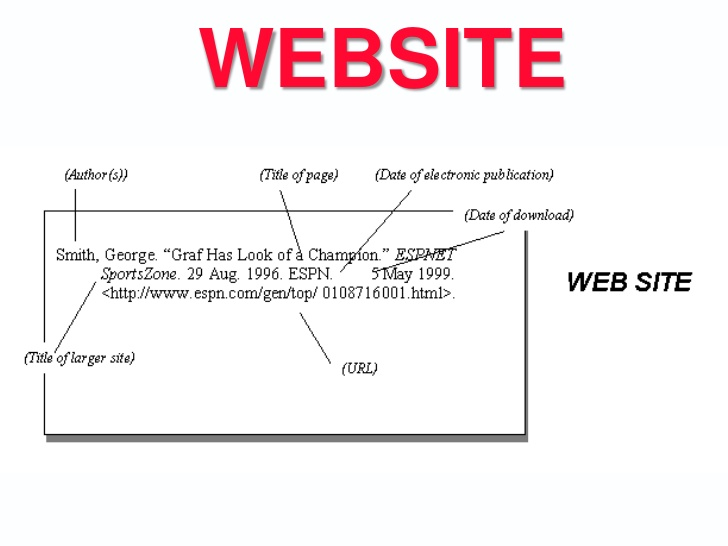 WEBSITE
(Author(s))
(Title of page)
(Date of electronic publication)
(Date of download)
Smith, George. “Graf Has Look of a Champion.” ESPNET
SportsZone. 29 Aug. 1996. ESPN. 5 May 1999.
<http://www.espn.com/gen/top/ 0108716001.html>.
WEB SITE
(Title of larger site)
(URL)